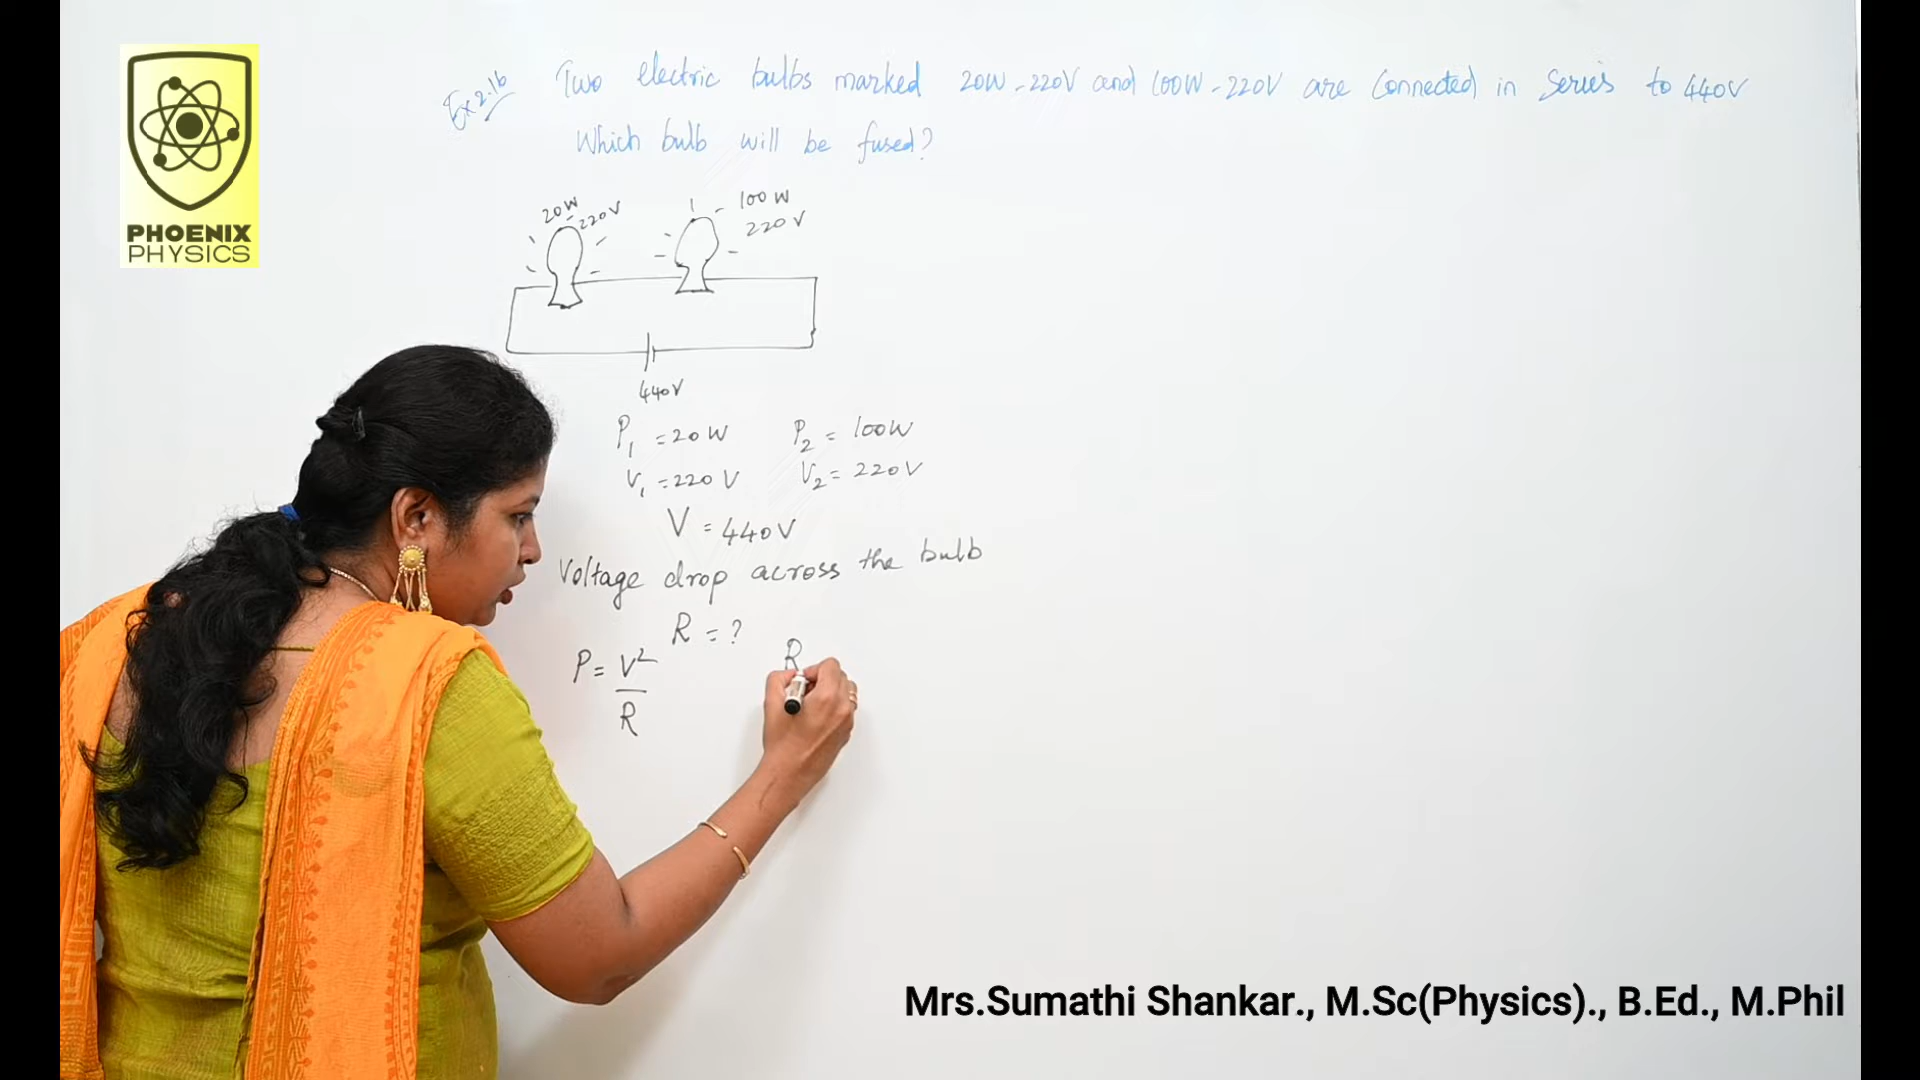 PHOENIX
PHYSICS
Ex 2.16
Two electric bulbs marked 20W - 220V and 100W - 220V are connected in series to 440V
Which bulb will be fused?
20W
220V
100W
220V
440V
P1 = 20W P2 = 100W
V1 = 220V V2 = 220V
V = 440V
Voltage drop across the bulb
R = ?
P = V²
R
R
Mrs.Sumathi Shankar., M.Sc(Physics)., B.Ed., M.Phil